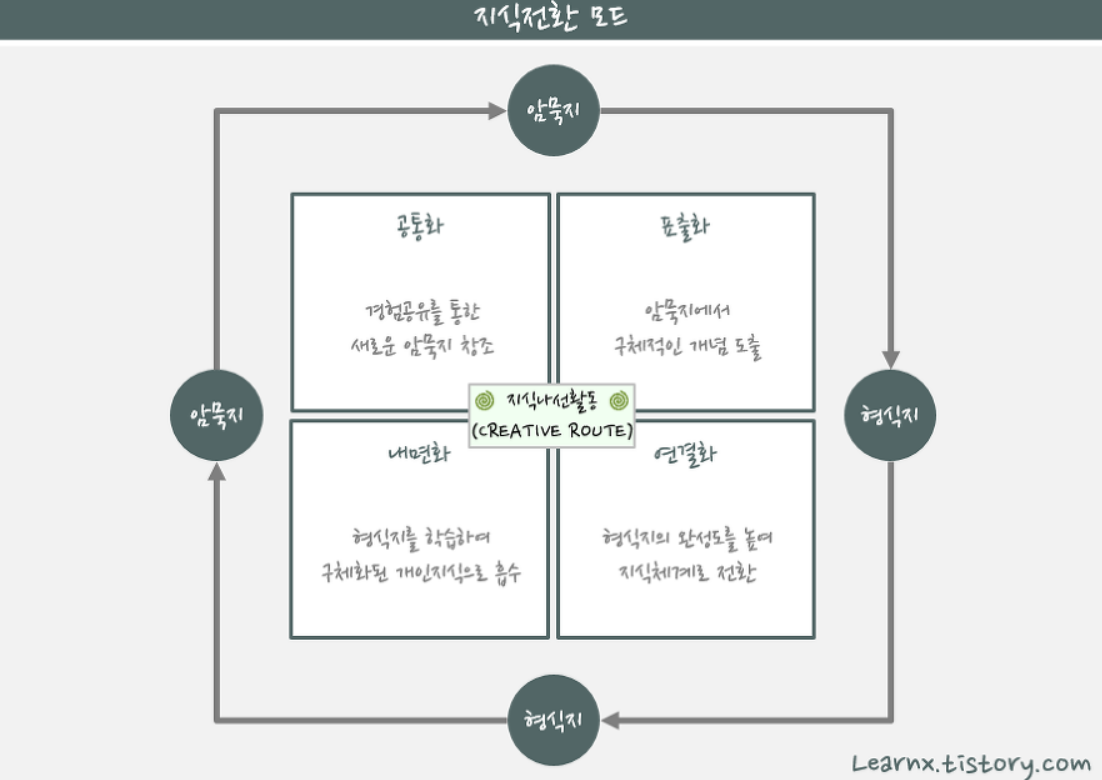 지식전환 모드
암묵지
공통화
경험공유를 통한
새로운 암묵지 창조
표출화
암묵지에서
구체적인 개념 도출
암묵지
지식나선활동
(CREATIVE ROUTE)
형식지
내면화
형식지를 학습하여
구체화된 개인지식으로 흡수
연결화
형식지의 완성도를 높여
지식체계로 전환
형식지
Learnx.tistory.com